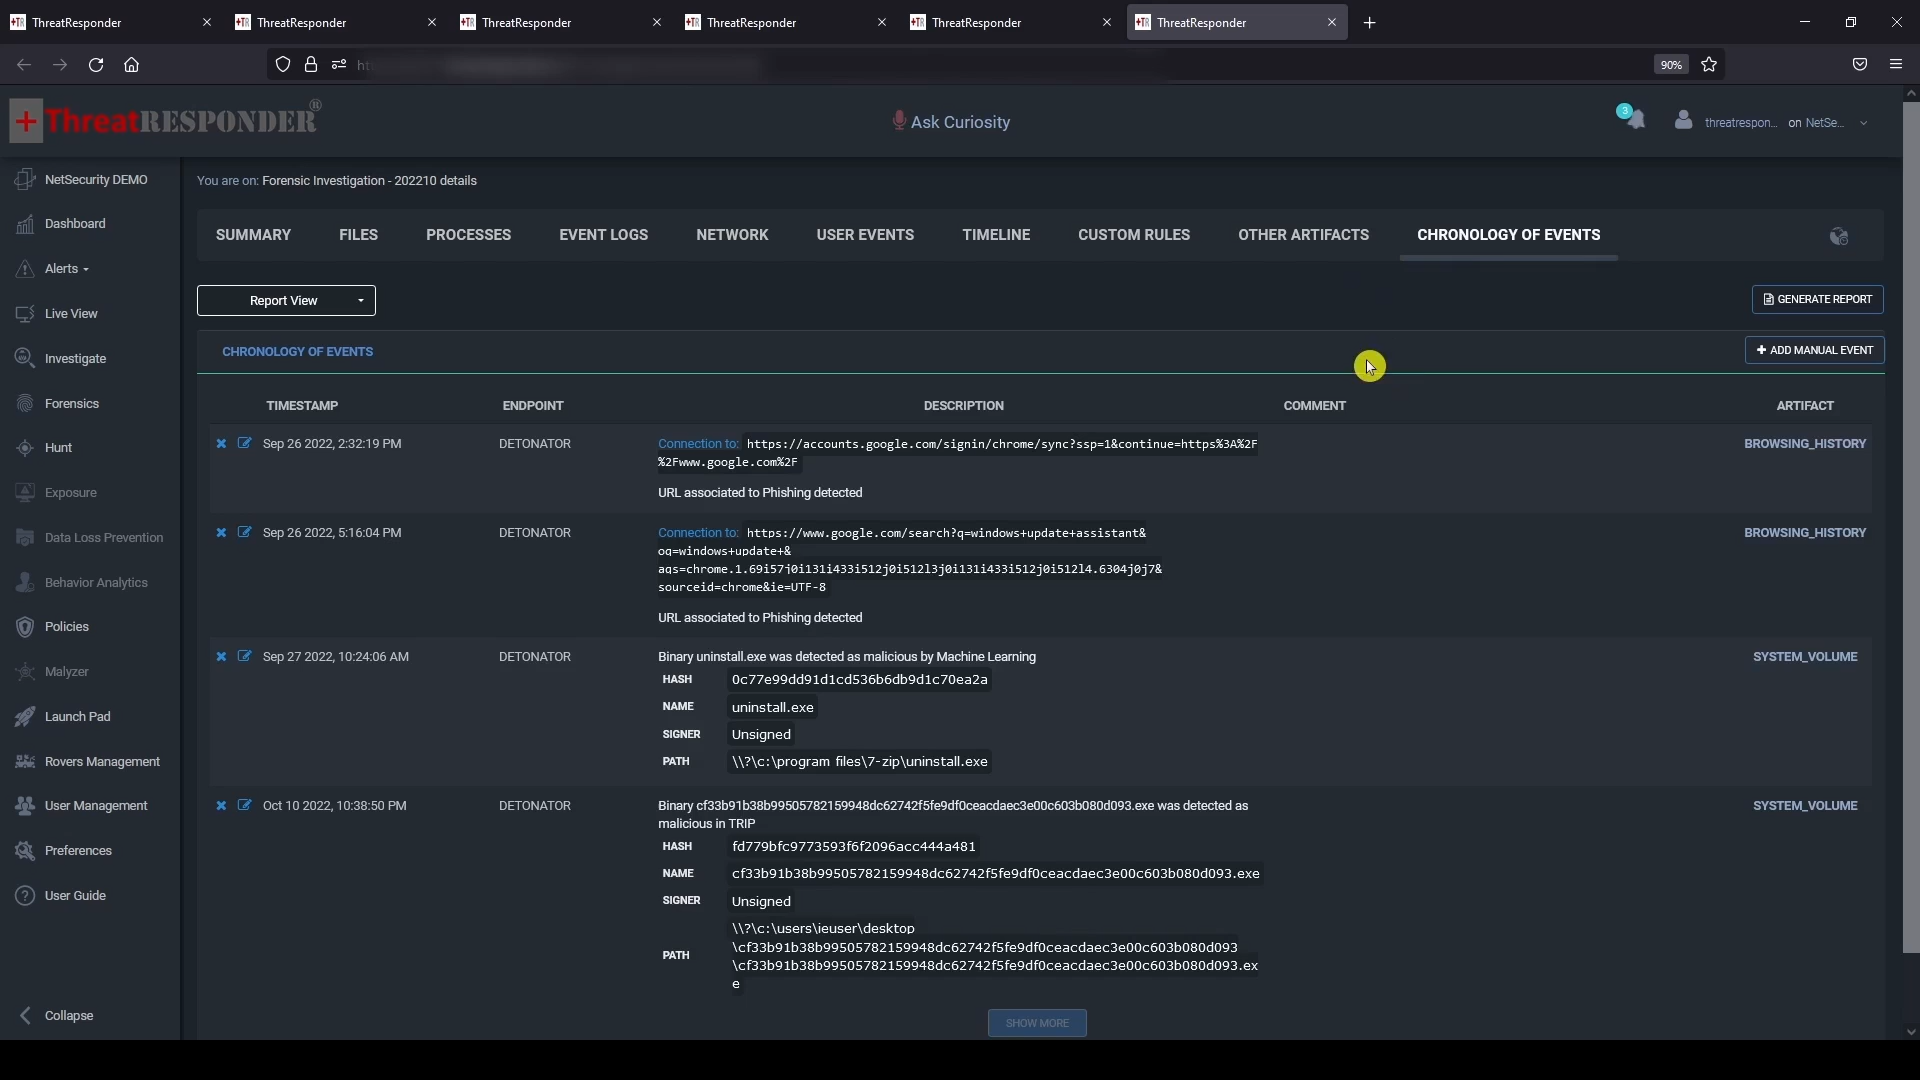 ThreatResponder
ThreatResponder
ThreatResponder
ThreatResponder
ThreatResponder
ThreatResponder
90%
ThreatRESPONDER®
Ask Curiosity
3
threatrespon... on NetSe...
NetSecurity DEMO
Dashboard
Alerts
Live View
Investigate
Forensics
Hunt
Exposure
Data Loss Prevention
Behavior Analytics
Policies
Malyzer
Launch Pad
Rovers Management
User Management
Preferences
User Guide
Collapse
You are on: Forensic Investigation - 202210 details
SUMMARY FILES PROCESSES EVENT LOGS NETWORK USER EVENTS TIMELINE CUSTOM RULES OTHER ARTIFACTS CHRONOLOGY OF EVENTS
Report View
GENERATE REPORT
CHRONOLOGY OF EVENTS
+ ADD MANUAL EVENT
TIMESTAMP ENDPOINT DESCRIPTION COMMENT ARTIFACT
Sep 26 2022, 2:32:19 PM DETONATOR Connection to: https://accounts.google.com/signin/chrome/sync?ssp=1&continue=https%3A%2F BROWSING_HISTORY
%2Fwww.google.com%2F
URL associated to Phishing detected
Sep 26 2022, 5:16:04 PM DETONATOR Connection to: https://www.google.com/search?q=windows+update+assistant& BROWSING_HISTORY
oq=windows+update+&
aqs=chrome.1.69i57j0i131i433i512j0i512l3j0i131i433i512j0i512l4.6304j0j7&
sourceid=chrome&ie=UTF-8
URL associated to Phishing detected
Sep 27 2022, 10:24:06 AM DETONATOR Binary uninstall.exe was detected as malicious by Machine Learning SYSTEM_VOLUME
HASH 0c77e99dd91d1cd536b6db9d1c70ea2a
NAME uninstall.exe
SIGNER Unsigned
PATH \\?\c:\program files\7-zip\uninstall.exe
Oct 10 2022, 10:38:50 PM DETONATOR Binary cf33b91b38b99505782159948dc62742f5fe9df0ceacdaec3e00c603b080d093.exe was detected as SYSTEM_VOLUME
malicious in TRIP
HASH fd779bfc9773593f6f2096acc444a481
NAME cf33b91b38b99505782159948dc62742f5fe9df0ceacdaec3e00c603b080d093.exe
SIGNER Unsigned
\\?\c:\users\ieuser\desktop
\cf33b91b38b99505782159948dc62742f5fe9df0ceacdaec3e00c603b080d093
PATH
\cf33b91b38b99505782159948dc62742f5fe9df0ceacdaec3e00c603b080d093.ex
e
SHOW MORE